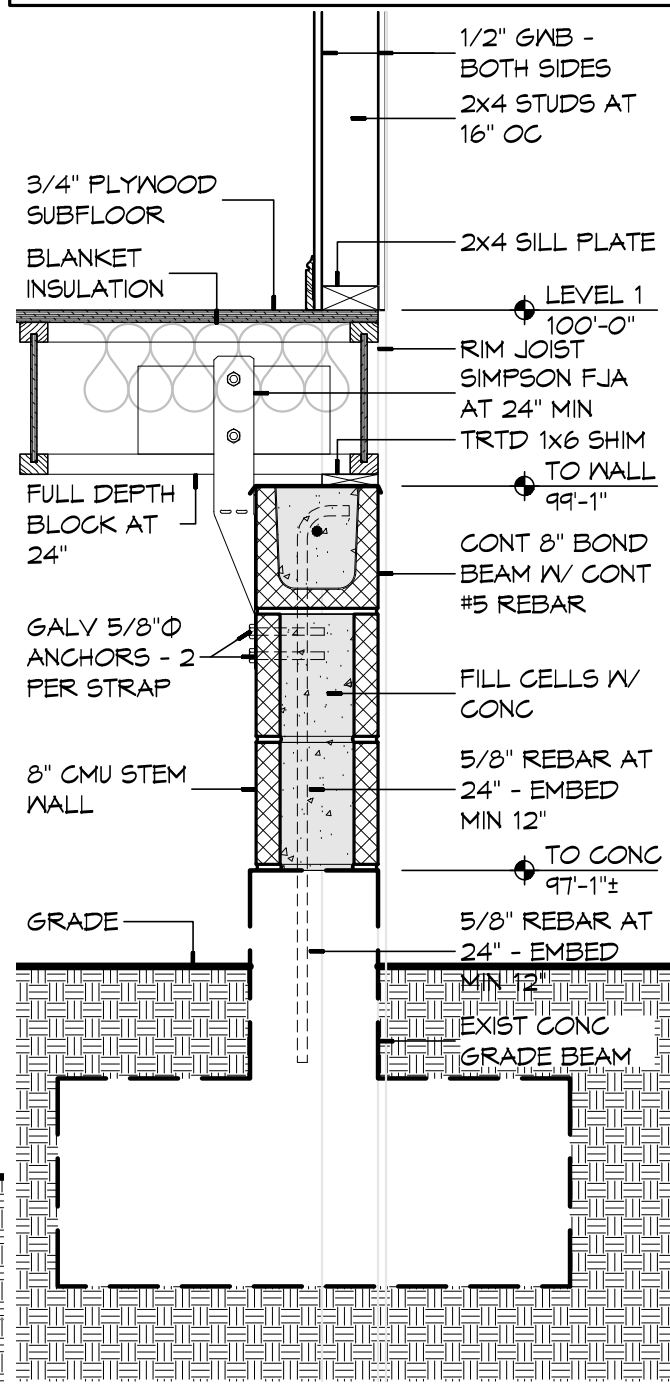 1/2" GWB -
BOTH SIDES
2x4 STUDS AT
16" OC
3/4" PLYWOOD
SUBFLOOR
2x4 SILL PLATE
BLANKET
INSULATION
LEVEL 1
100'-0"
RIM JOIST
SIMPSON FJA
AT 24" MIN
TRTD 1x6 SHIM
TO WALL
99'-1"
FULL DEPTH
BLOCK AT
24"
CONT 8" BOND
BEAM W/ CONT
#5 REBAR
GALV 5/8"Φ
ANCHORS - 2
PER STRAP
FILL CELLS W/
CONC
8" CMU STEM
WALL
5/8" REBAR AT
24" - EMBED
MIN 12"
TO CONC
97'-1"±
GRADE
5/8" REBAR AT
24" - EMBED
MIN 12"
EXIST CONC
GRADE BEAM